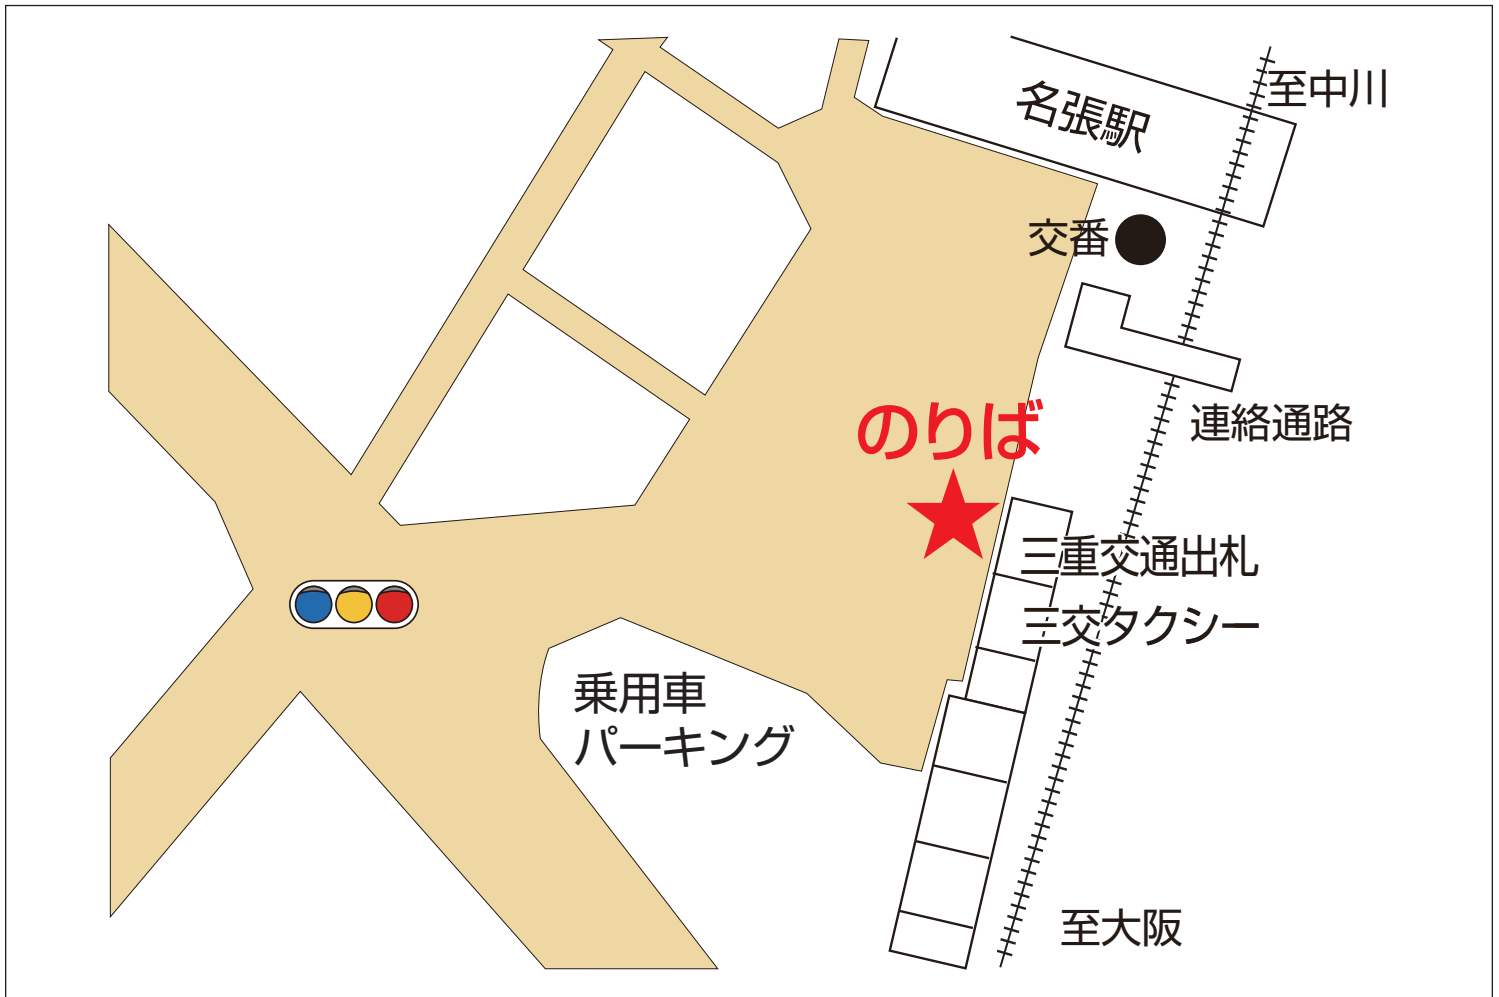 至中川
名張駅
交番
連絡通路
のりば
三重交通出札
三交タクシー
乗用車
パーキング
至大阪